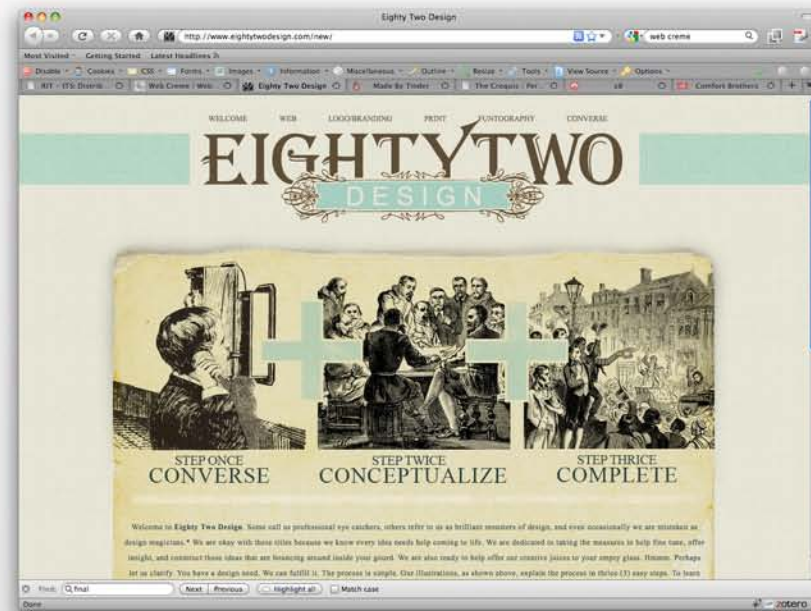 Eighty Two Design
http://www.eightytwodesign.com/new/
web creme
Most Visited Getting Started Latest Headlines
Disable Cookies CSS Forms Images Information Miscellaneous Outline Resize Tools View Source Options
RIT - ITS: Distrib... Web Creme | Web... Eighty Two Design Made By Tinder The Croquis | Per... Comfort Brothers
WELCOME WEB LOGO/BRANDING PRINT FUNTOGRAPHY CONVERSE
EIGHTYTWO
DESIGN
STEP ONCE STEP TWICE STEP THRICE
CONVERSE CONCEPTUALIZE COMPLETE
Welcome to Eighty Two Design. Some call us professional eye catchers, others refer to us as brilliant monsters of design, and even occasionally we are mistaken as
design magicians.* We are okay with these titles because we know every idea needs help coming to life. We are dedicated to taking the measures to help fine tune, offer
insight, and construct those ideas that are bouncing around inside your gourd. We are also ready to help offer our creative juices to your empty glass. Hmmm. Perhaps
let us clarify. You have a design need. We can fulfill it. The process is simple. Our illustrations, as shown above, explain the process in thrice (3) easy steps. To learn
Find: final Next Previous Highlight all Match case
Done zotero